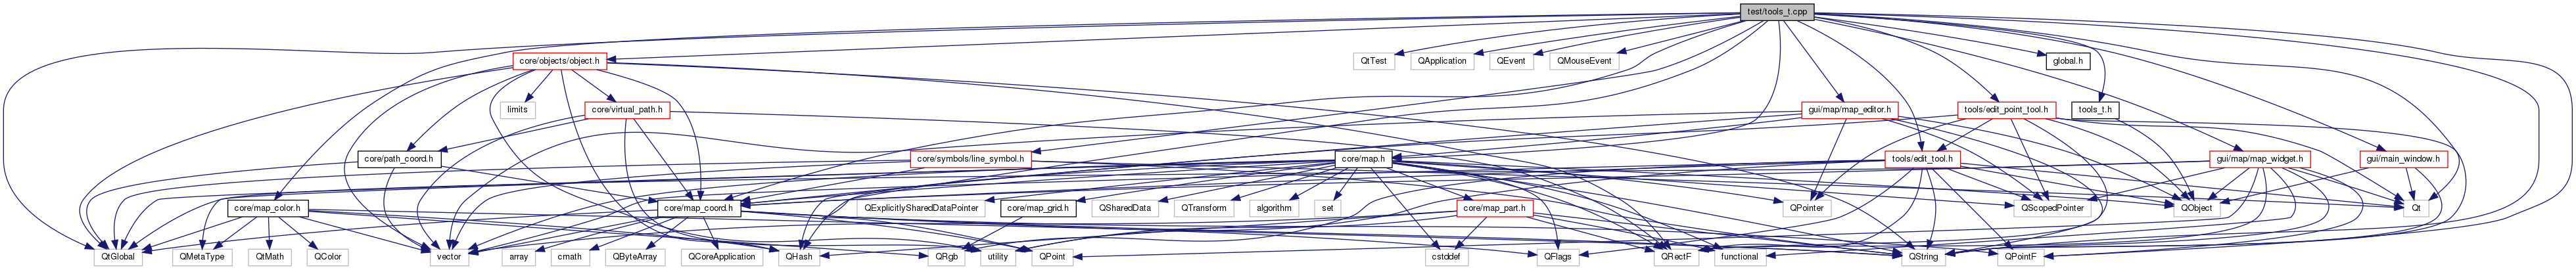 test/tools_t.cpp
core/objects/object.h
QtTest
QApplication
QEvent
QMouseEvent
global.h
limits
core/virtual_path.h
gui/map/map_editor.h
tools/edit_point_tool.h
tools_t.h
core/path_coord.h
core/symbols/line_symbol.h
core/map.h
tools/edit_tool.h
gui/map/map_widget.h
gui/main_window.h
core/map_color.h
core/map_coord.h
QExplicitlySharedDataPointer
core/map_grid.h
QSharedData
QTransform
algorithm
set
core/map_part.h
QPointer
QScopedPointer
QObject
Qt
QtGlobal
QMetaType
QtMath
QColor
vector
array
cmath
QByteArray
QCoreApplication
QHash
QRgb
utility
QPoint
cstddef
QFlags
QRectF
functional
QString
QPointF